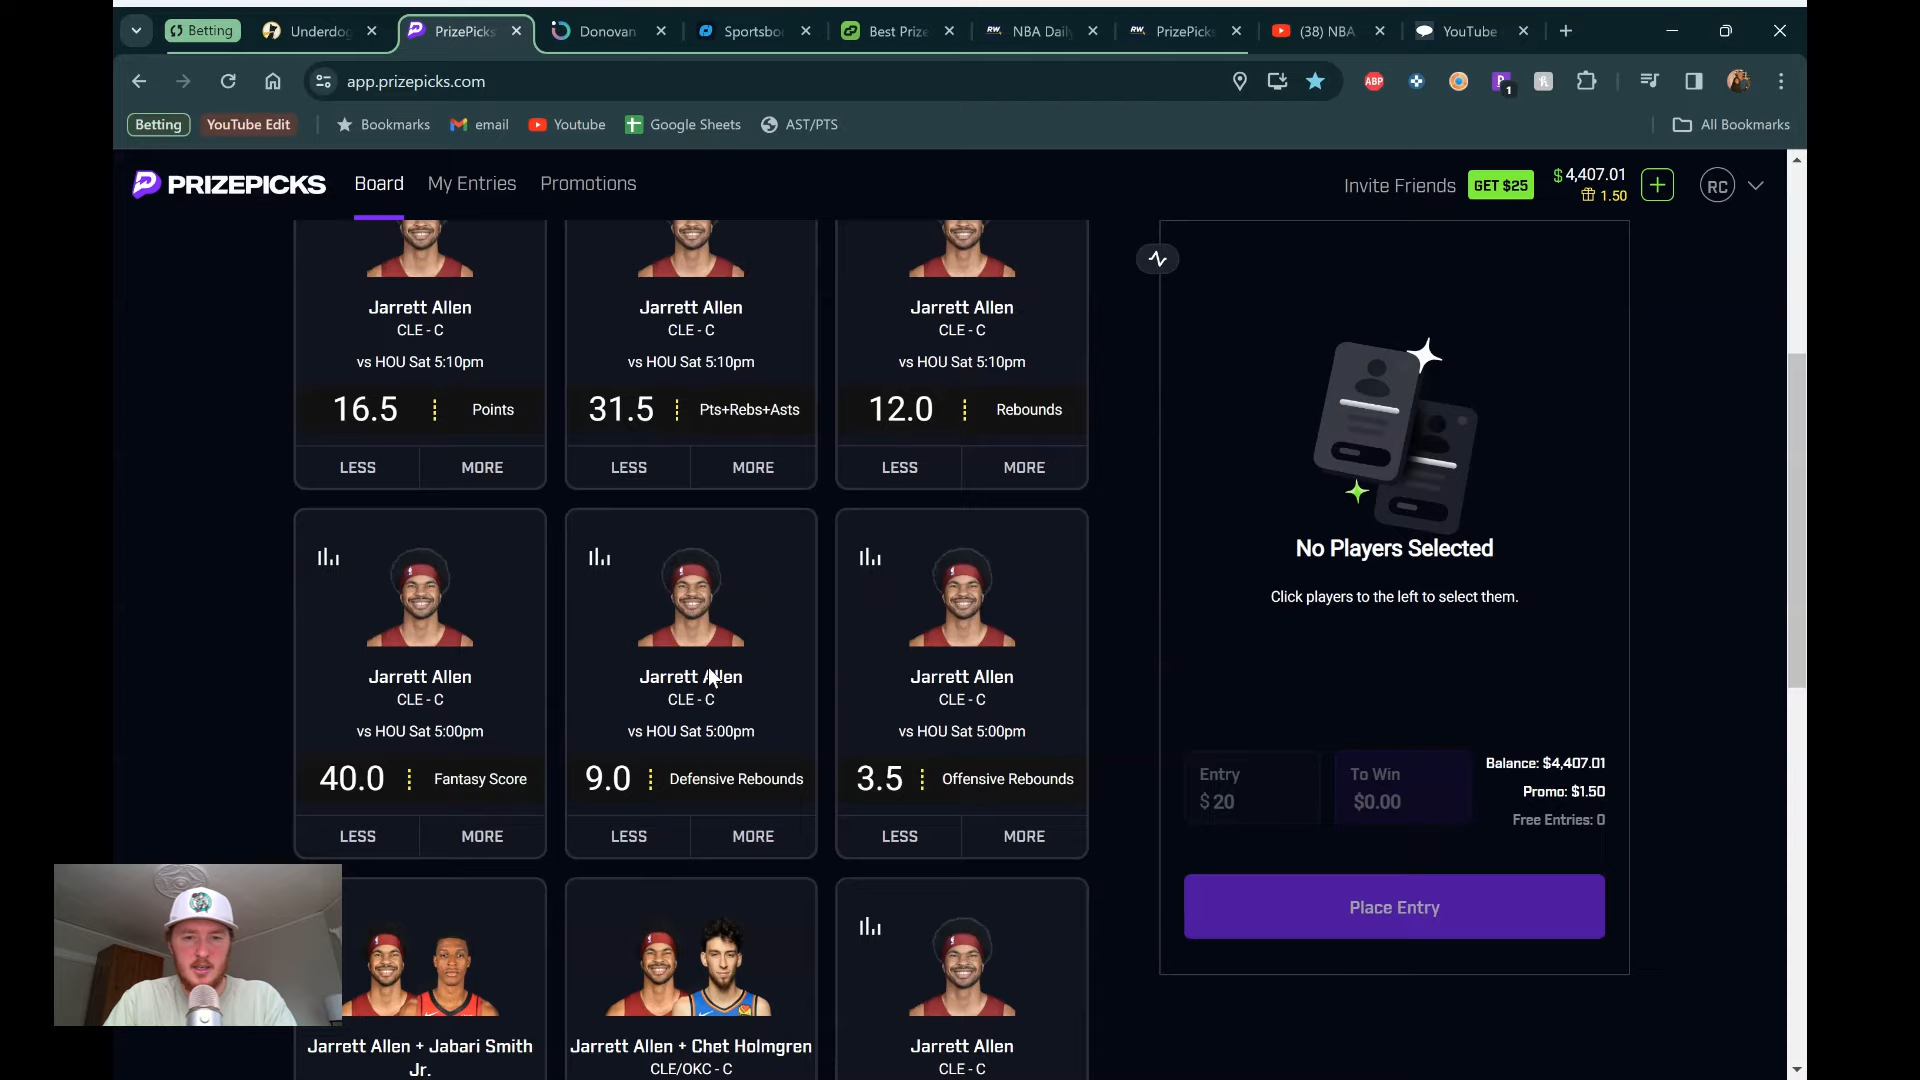 Betting
Underdog
PrizePicks
Donovan
Sportsbo
Best Prize
NBA Daily
PrizePicks
(38) NBA
YouTube
app.prizepicks.com
ABP
1
Betting
YouTube Edit
Bookmarks
email
Youtube
Google Sheets
AST/PTS
All Bookmarks
PRIZEPICKS
Board
My Entries
Promotions
Invite Friends
GET $25
$ 4,407.01
1.50
RC
Jarrett Allen
CLE - C
vs HOU Sat 5:10pm
16.5 Points
LESS MORE
Jarrett Allen
CLE - C
vs HOU Sat 5:10pm
31.5 Pts+Rebs+Asts
LESS MORE
Jarrett Allen
CLE - C
vs HOU Sat 5:10pm
12.0 Rebounds
LESS MORE
Jarrett Allen
CLE - C
vs HOU Sat 5:00pm
40.0 Fantasy Score
LESS MORE
Jarrett Allen
CLE - C
vs HOU Sat 5:00pm
9.0 Defensive Rebounds
LESS MORE
Jarrett Allen
CLE - C
vs HOU Sat 5:00pm
3.5 Offensive Rebounds
LESS MORE
Jarrett Allen + Jabari Smith
Jr.
Jarrett Allen + Chet Holmgren
CLE/OKC - C
Jarrett Allen
CLE - C
No Players Selected
Click players to the left to select them.
Entry
$ 20
To Win
$0.00
Balance: $4,407.01
Promo: $1.50
Free Entries: 0
Place Entry